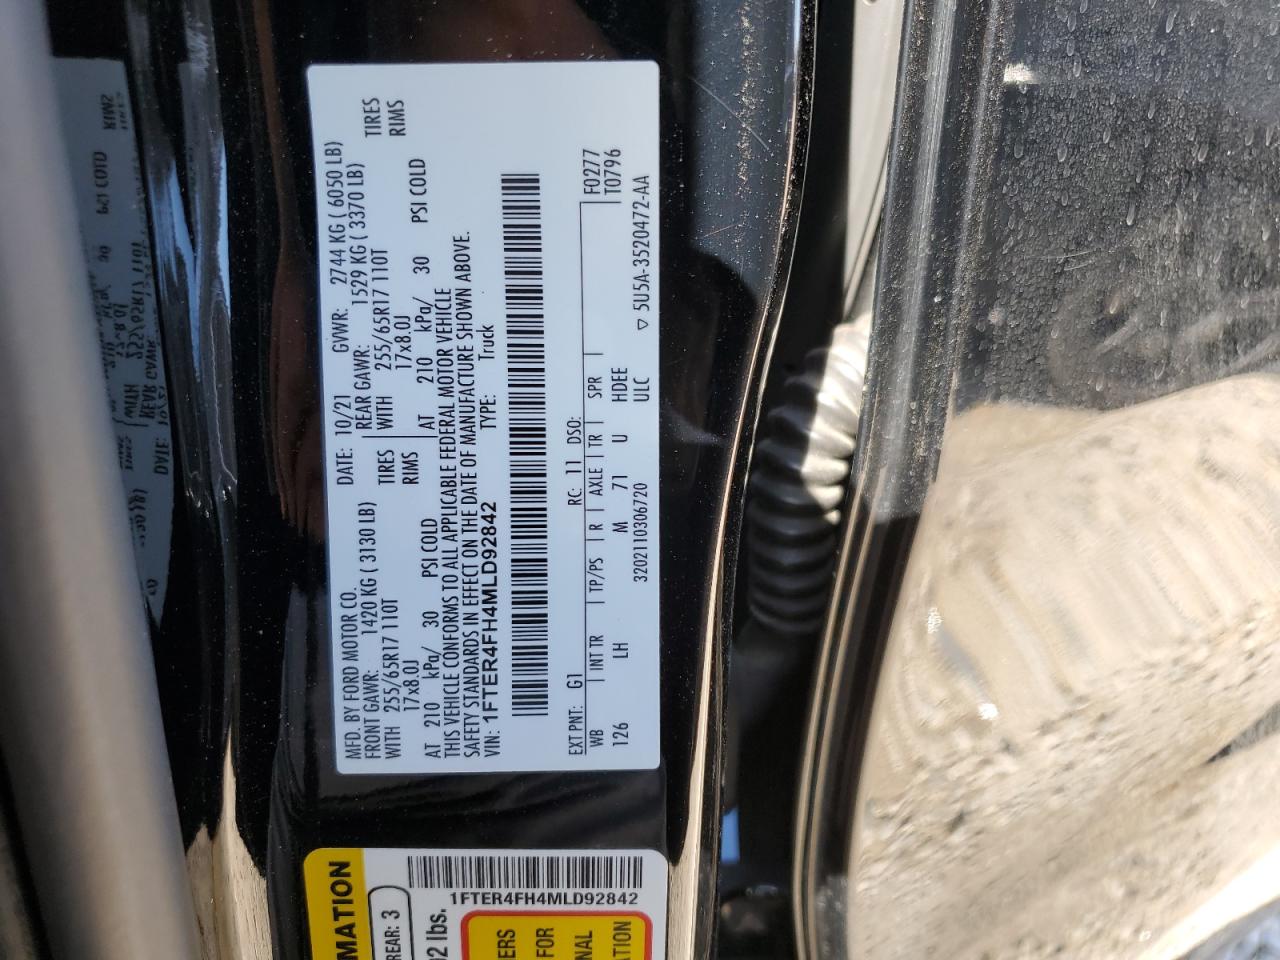 MFD. BY FORD MOTOR CO. DATE: 10/21 GVWR: 2744 KG ( 6050 LB)
FRONT GAWR: 1420 KG ( 3130 LB) REAR GAWR: 1529 KG ( 3370 LB)
WITH 255/65R17 110T TIRES WITH 255/65R17 110T TIRES
17x8.0J RIMS 17x8.0J RIMS
AT 210 kPa/ 30 PSI COLD AT 210 kPa/ 30 PSI COLD
THIS VEHICLE CONFORMS TO ALL APPLICABLE FEDERAL MOTOR VEHICLE
SAFETY STANDARDS IN EFFECT ON THE DATE OF MANUFACTURE SHOWN ABOVE.
VIN: 1FTER4FH4MLD92842 TYPE: Truck
EXT PNT: G1 RC: 11 DSO: F0277
WB INT TR TP/PS R AXLE TR SPR T0796
126 LH M 71 U HDEE
3202110306720 ULC ▽ 5U5A-3520472-AA
MATION
REAR: 3
02 lbs.
1FTER4FH4MLD92842
ERS
FOR
NAL
TION